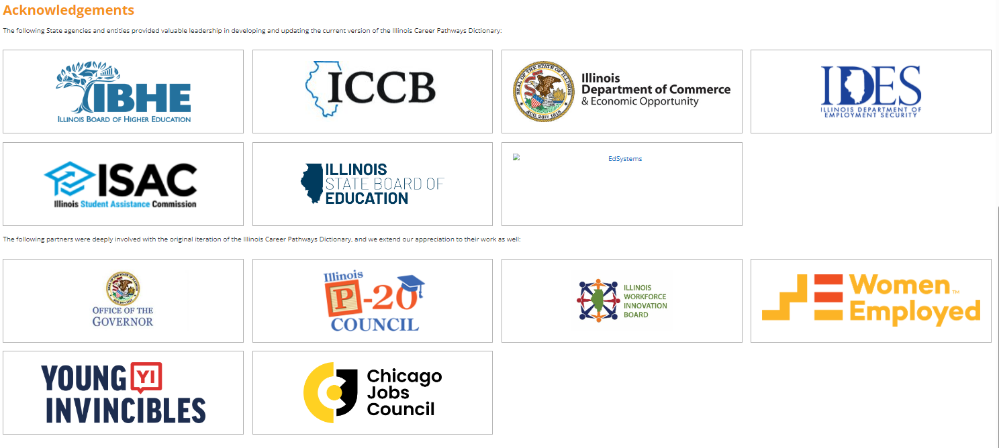 Acknowledgements
The following State agencies and entities provided valuable leadership in developing and updating the current version of the Illinois Career Pathways Dictionary:
IBHE
ILLINOIS BOARD OF HIGHER EDUCATION
ICCB
SEAL OF THE STATE OF ILLINOIS
AUG. 26TH 1818
Illinois
Department of Commerce
& Economic Opportunity
IDES
ILLINOIS DEPARTMENT OF
EMPLOYMENT SECURITY
ISAC
Illinois Student Assistance Commission
ILLINOIS
STATE BOARD OF
EDUCATION
EdSystems
The following partners were deeply involved with the original iteration of the Illinois Career Pathways Dictionary, and we extend our appreciation to their work as well:
OFFICE OF THE
GOVERNOR
Illinois
P-20
COUNCIL
ILLINOIS
WORKFORCE
INNOVATION
BOARD
Women
Employed™
YOUNG YI
INVINCIBLES
Chicago
Jobs
Council